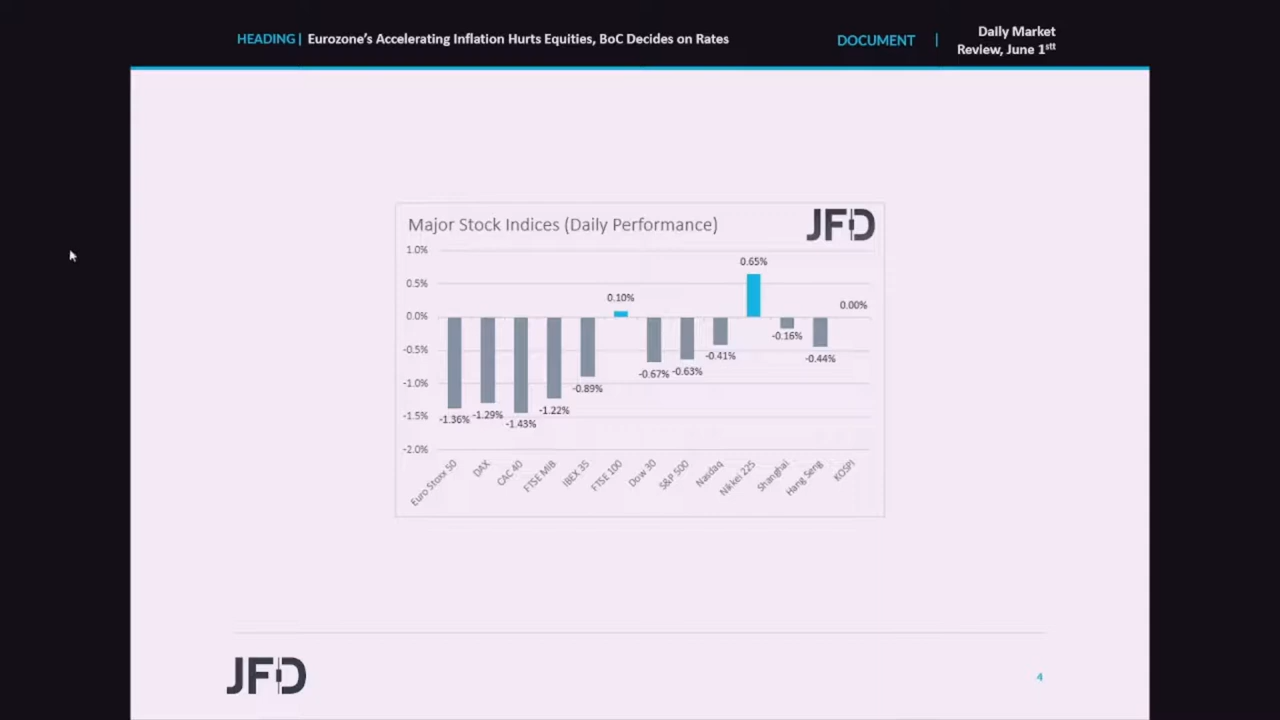 HEADING| Eurozone's Accelerating Inflation Hurts Equities, BoC Decides on Rates
DOCUMENT | Daily Market
Review, June 1stt
Major Stock Indices (Daily Performance)
JFD
1.0%
0.5%
0.0%
-0.5%
-1.0%
-1.5%
-2.0%
-1.36%
-1.29%
-1.43%
-1.22%
-0.89%
0.10%
-0.67%
-0.63%
-0.41%
0.65%
-0.16%
-0.44%
0.00%
Euro Stoxx 50
DAX
CAC 40
FTSE MIB
IBEX 35
FTSE 100
Dow 30
S&P 500
Nasdaq
Nikkei 225
Shanghai
Hang Seng
KOSPI
JFD
4